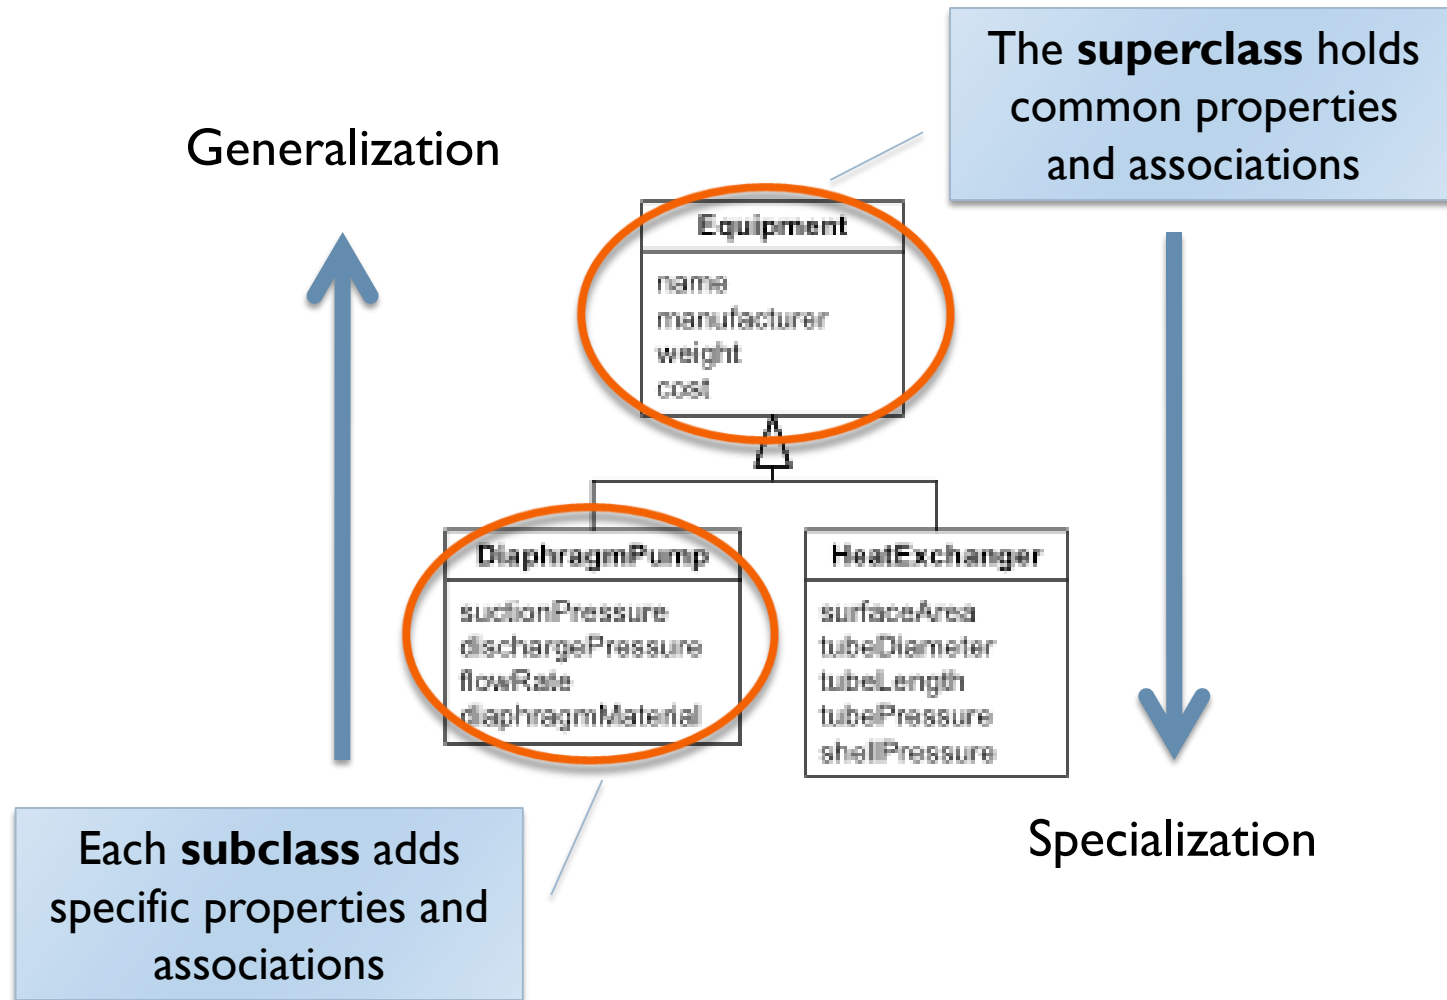 The superclass holds
common properties
and associations
Generalization
Equipment
name
manufacturer
weight
cost
DiaphragmPump
suctionPressure
dischargePressure
flowRate
diaphragmMaterial
HeatExchanger
surfaceArea
tubeDiameter
tubeLength
tubePressure
shellPressure
Each subclass adds
specific properties and
associations
Specialization